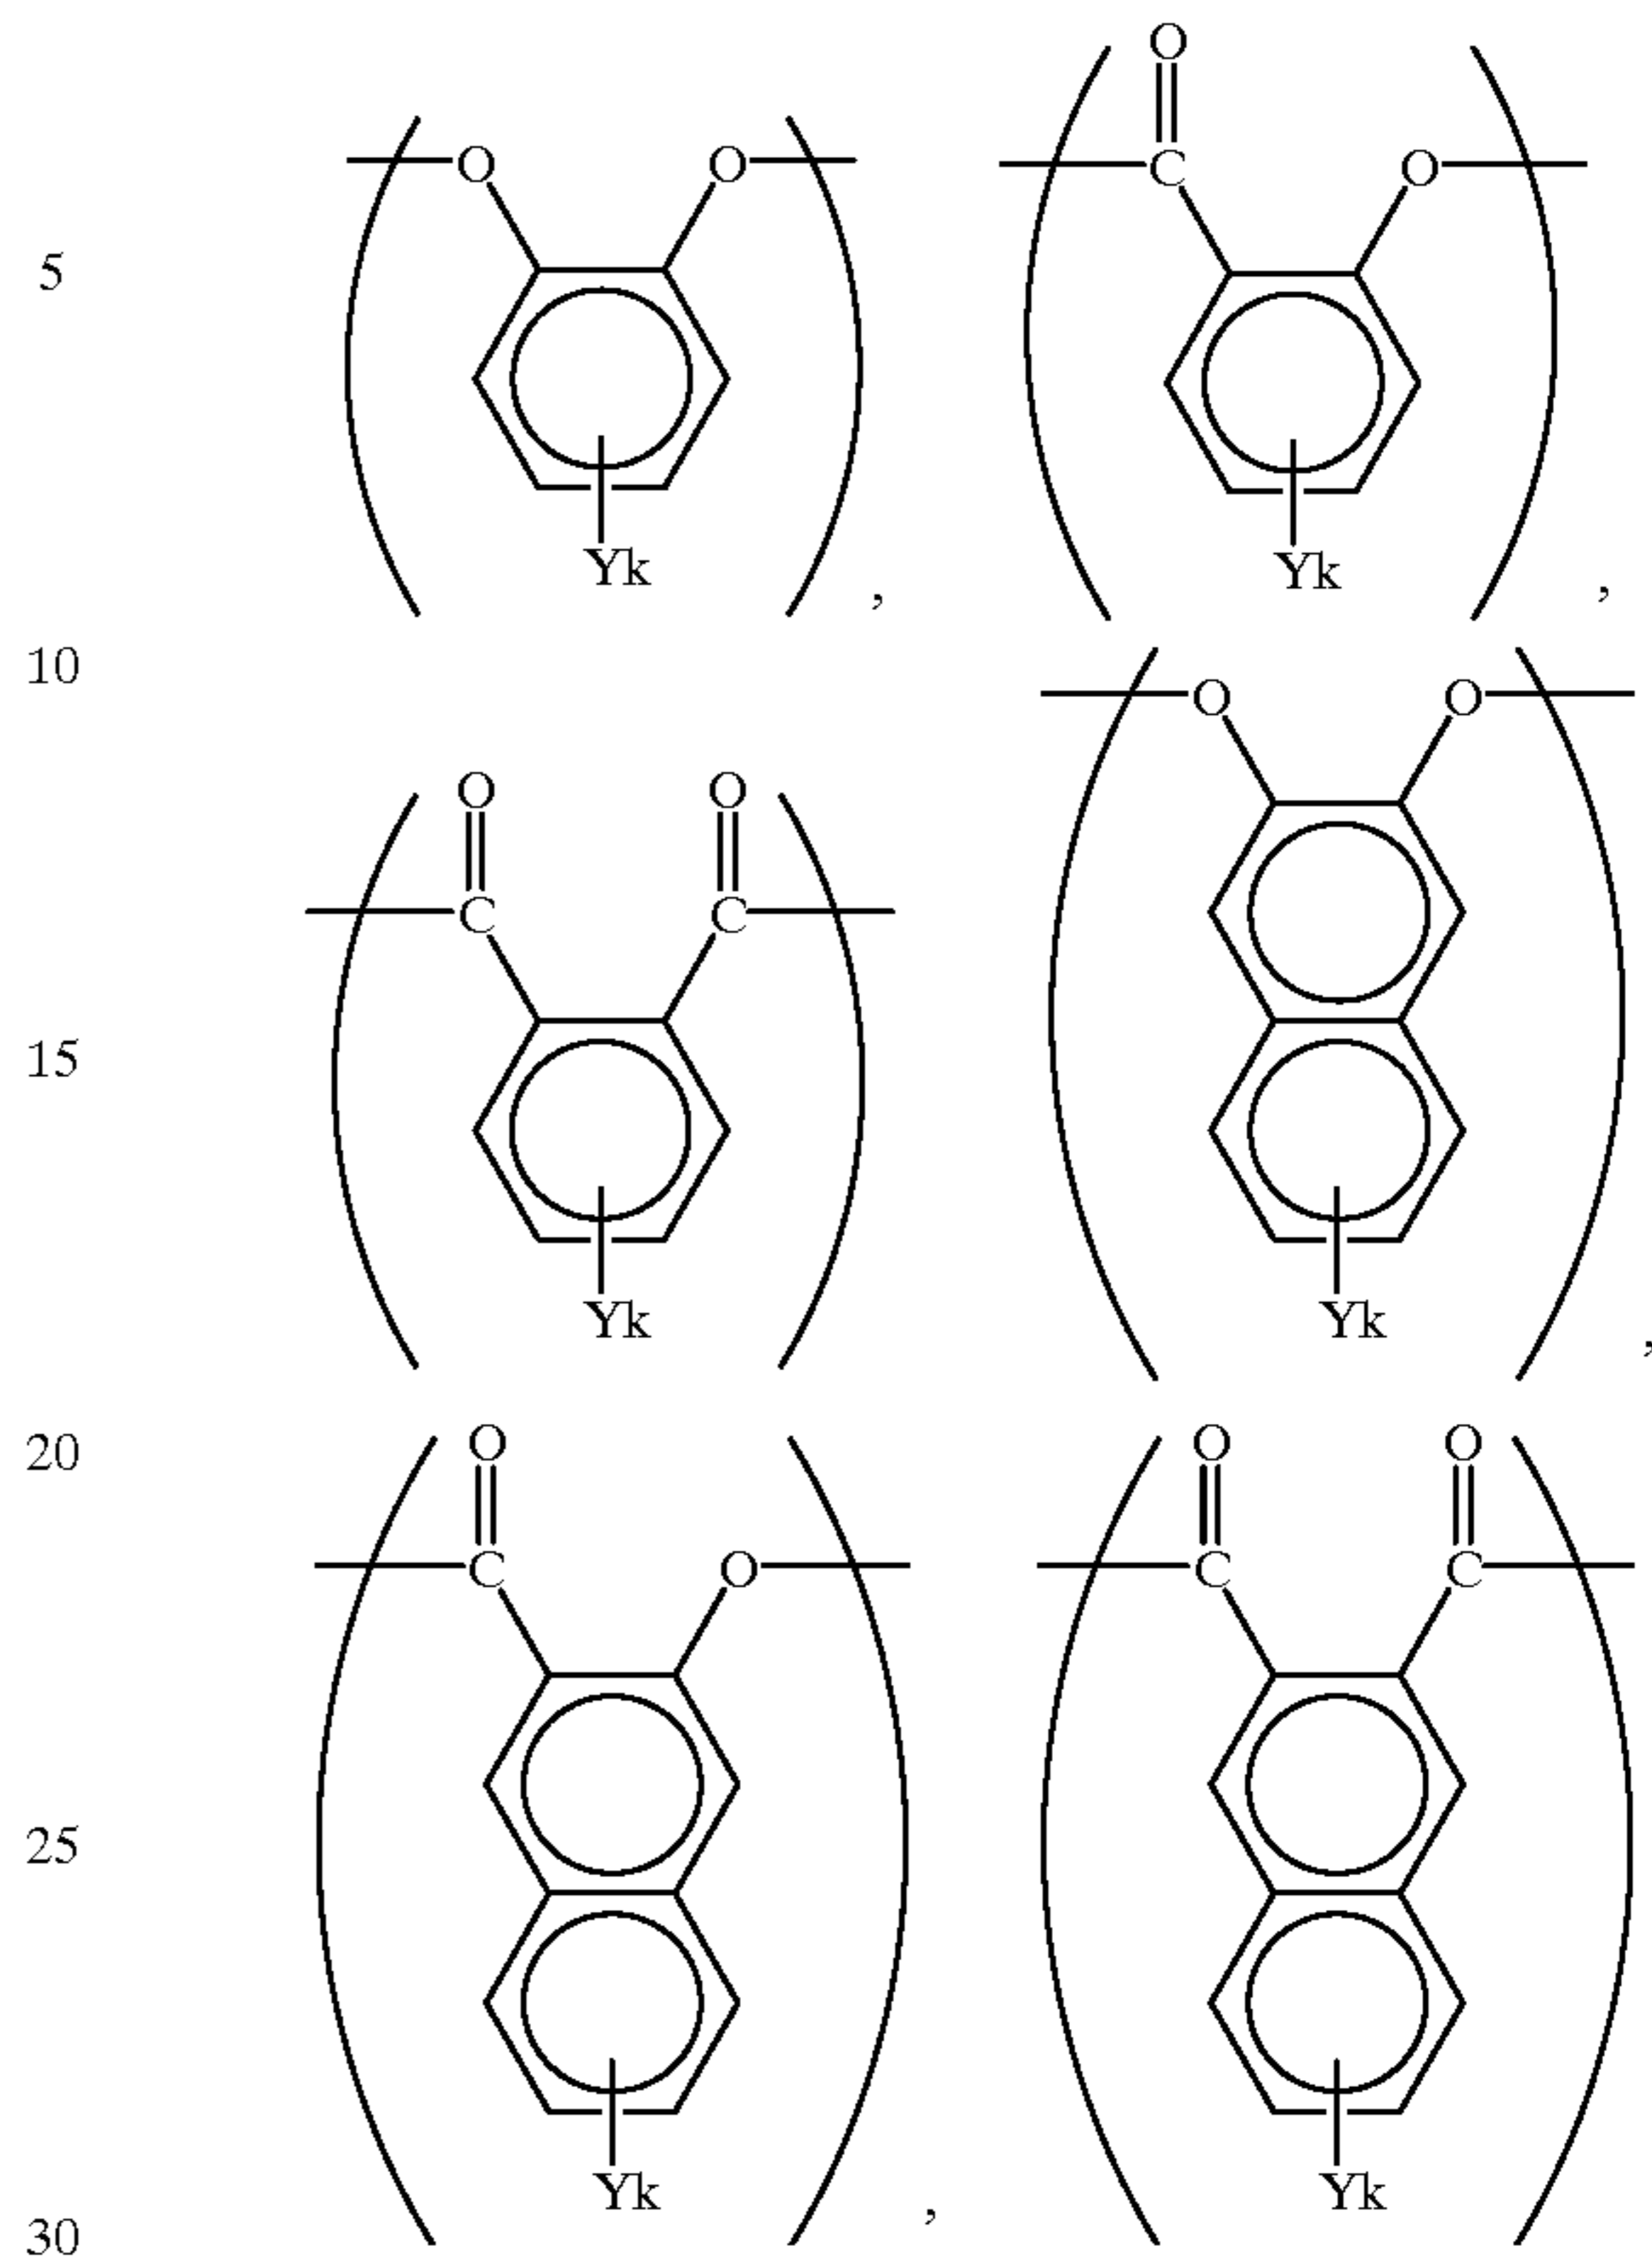 O
O O C O
5
Yk , Yk ,
10
O O
O O
C C
15
Yk Yk ,
20
O O O
C O C C
25
Yk , Yk
30